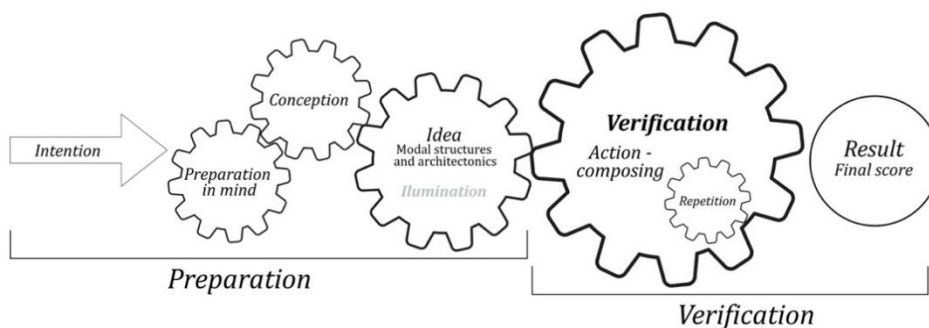 Intention
Preparation
in mind
Conception
Idea
Modal structures
and architectonics
Ilumination
Verification
Action -
composing
Repetition
Result
Final score
Preparation
Verification